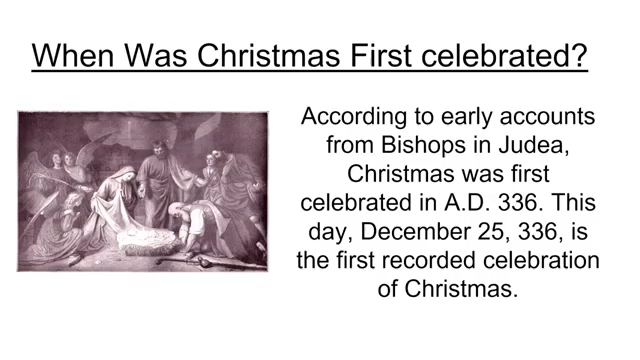 When Was Christmas First celebrated?
According to early accounts
from Bishops in Judea,
Christmas was first
celebrated in A.D. 336. This
day, December 25, 336, is
the first recorded celebration
of Christmas.